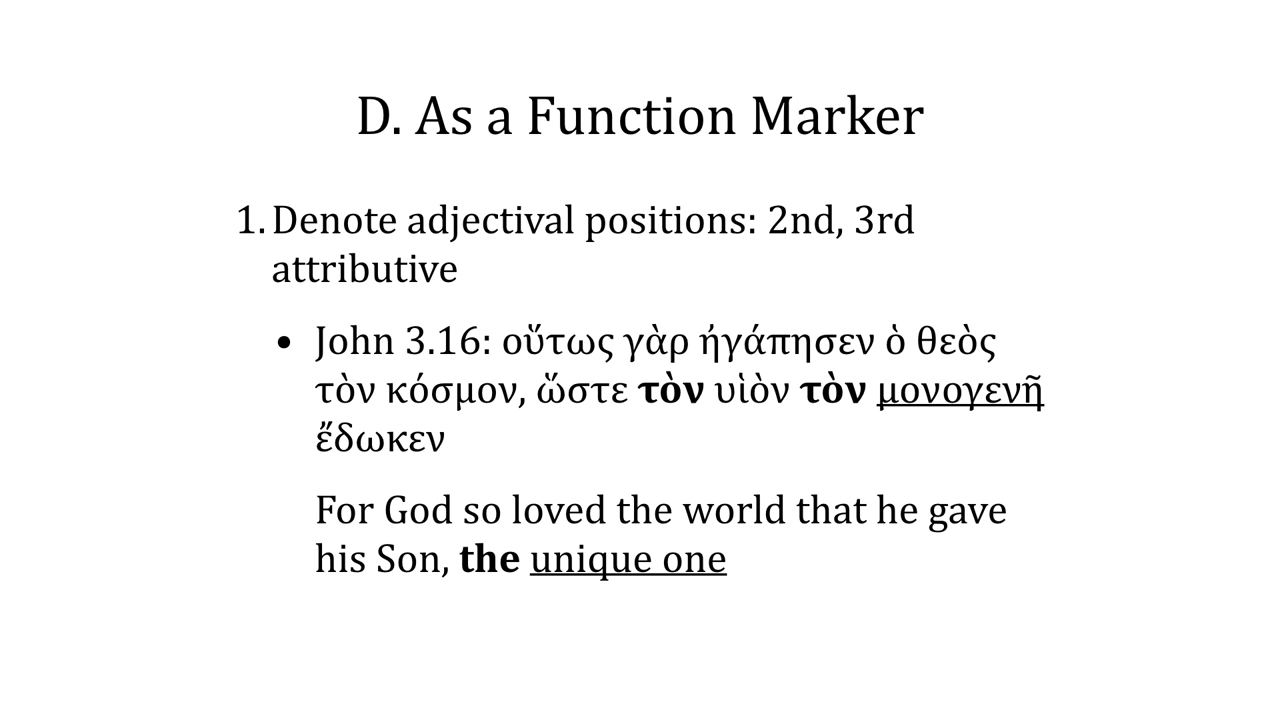 D. As a Function Marker
1. Denote adjectival positions: 2nd, 3rd
attributive
• John 3.16: οὕτως γὰρ ἠγάπησεν ὁ θεὸς
τὸν κόσμον, ὥστε τὸν υἱὸν τὸν μονογενῆ
ἔδωκεν
For God so loved the world that he gave
his Son, the unique one